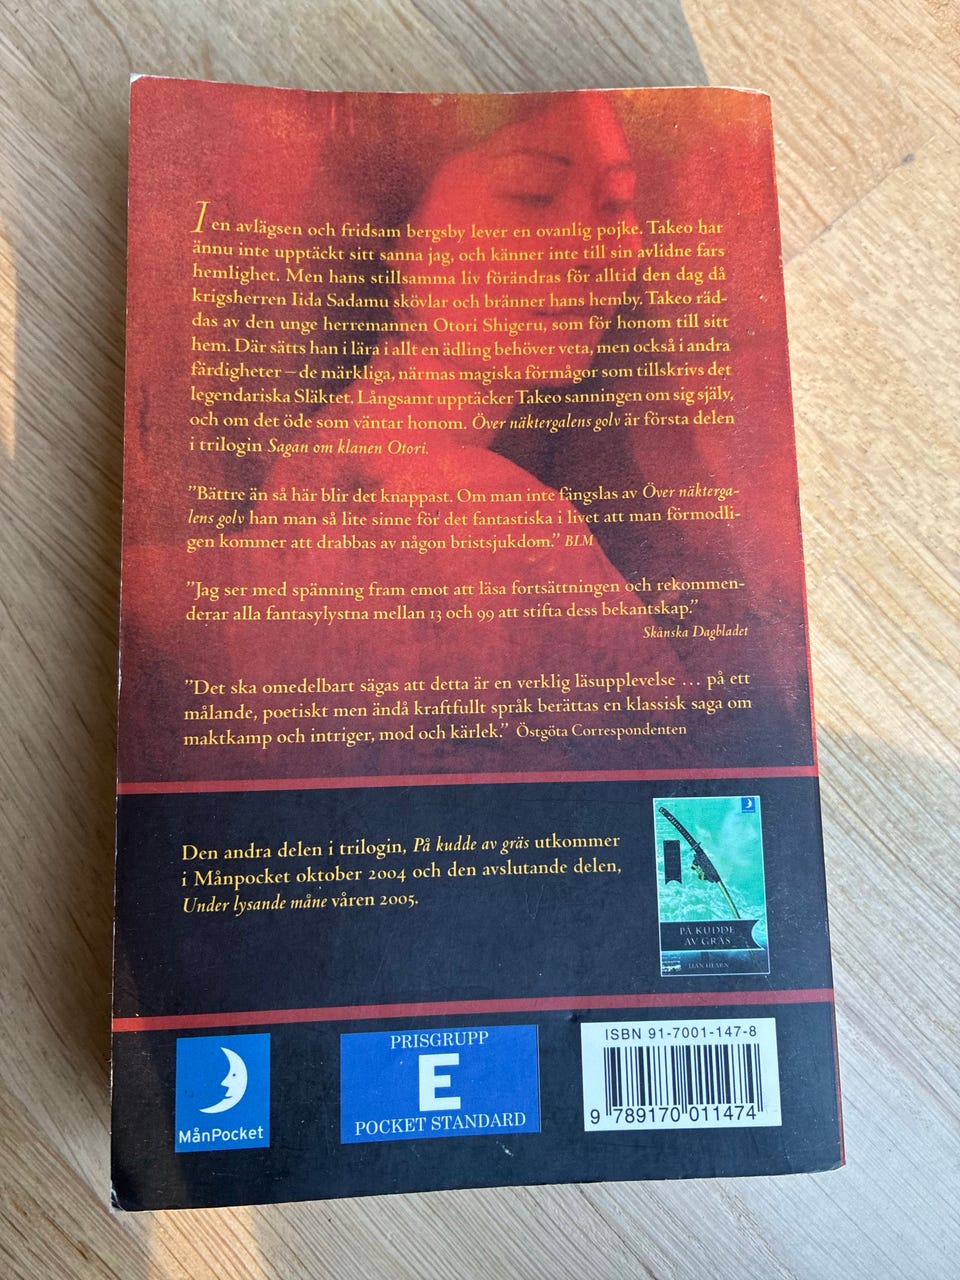 I en avlägsen och fridsam bergsby lever en ovanlig pojke. Takeo har
ännu inte upptäckt sitt sanna jag, och känner inte till sin avlidne fars
hemlighet. Men hans stillsamma liv förändras för alltid den dag då
krigsherren Iida Sadamu skövlar och bränner hans hemby. Takeo räd-
das av den unge herremannen Otori Shigeru, som för honom till sitt
hem. Där sätts han i lära i allt en ädling behöver veta, men också i andra
färdigheter – de märkliga, närmas magiska förmågor som tillskrivs det
legendariska Släktet. Långsamt upptäcker Takeo sanningen om sig själv,
och om det öde som väntar honom. Över näktergalens golv är första delen
i trilogin Sagan om klanen Otori.
"Bättre än så här blir det knappast. Om man inte fängslas av Över näkterga-
lens golv han man så lite sinne för det fantastiska i livet att man förmodli-
gen kommer att drabbas av någon bristsjukdom." BLM
"Jag ser med spänning fram emot att läsa fortsättningen och rekommen-
derar alla fantasylystna mellan 13 och 99 att stifta dess bekantskap."
Skånska Dagbladet
"Det ska omedelbart sägas att detta är en verklig läsupplevelse ... på ett
målande, poetiskt men ändå kraftfullt språk berättas en klassisk saga om
maktkamp och intriger, mod och kärlek." Östgöta Correspondenten
Den andra delen i trilogin, På kudde av gräs utkommer
i Månpocket oktober 2004 och den avslutande delen,
Under lysande måne våren 2005.
PÅ KUDDE
AV GRÄS
LIAN HEARN
MånPocket
PRISGRUPP
E
POCKET STANDARD
ISBN 91-7001-147-8
9 789170 011474